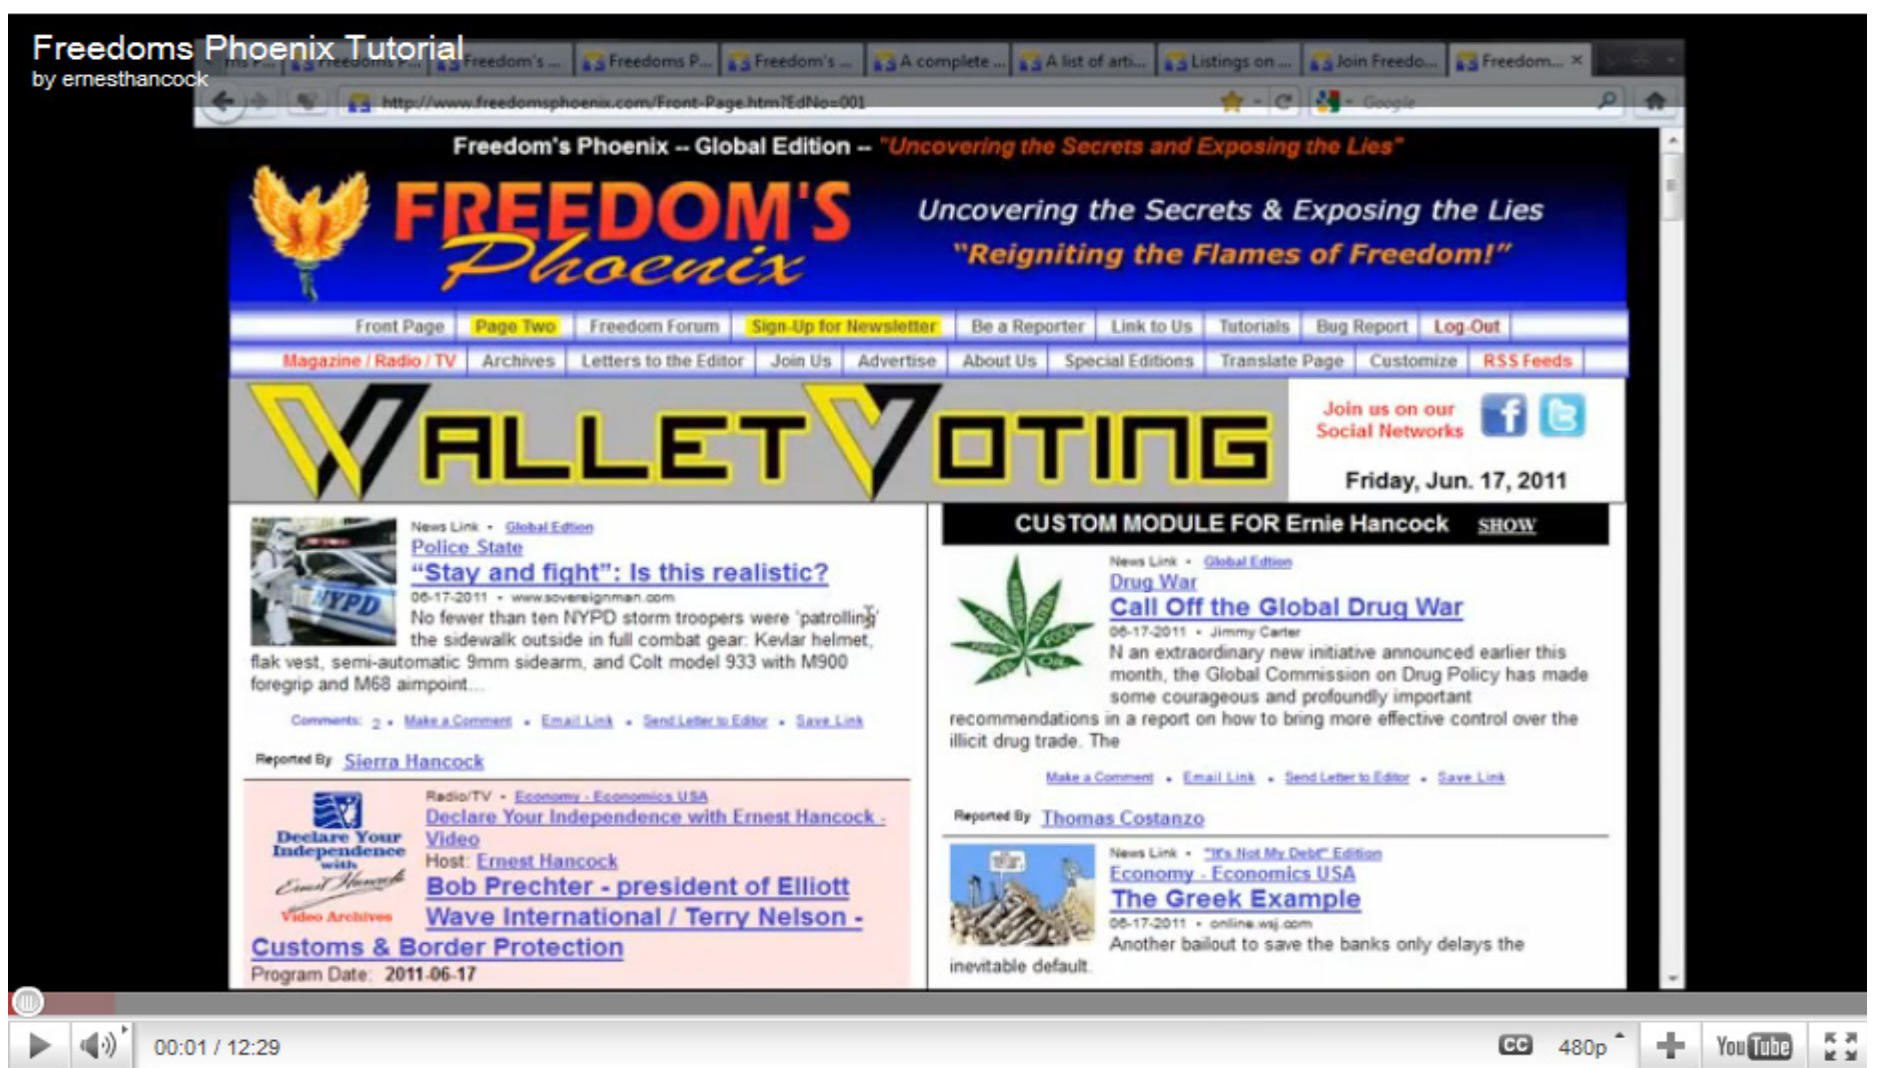 Freedoms Phoenix Tutorial
by ernesthancock
ms P... Freedoms P... Freedom's ... Freedoms P... Freedom's ... A complete ... A list of arti... Listings on ... Join Freedo... Freedom... ×
http://www.freedomsphoenix.com/Front-Page.htm?EdNo=001 Google
Freedom's Phoenix -- Global Edition -- "Uncovering the Secrets and Exposing the Lies"
FREEDOM'S
Phoenix
Uncovering the Secrets & Exposing the Lies
"Reigniting the Flames of Freedom!"
Front Page Page Two Freedom Forum Sign-Up for Newsletter Be a Reporter Link to Us Tutorials Bug Report Log-Out
Magazine / Radio / TV Archives Letters to the Editor Join Us Advertise About Us Special Editions Translate Page Customize RSS Feeds
WALLET VOTING
Join us on our
Social Networks
Friday, Jun. 17, 2011
News Link • Global Edtion
Police State
“Stay and fight”: Is this realistic?
06-17-2011 • www.sovereignman.com
No fewer than ten NYPD storm troopers were 'patrolling'
the sidewalk outside in full combat gear: Kevlar helmet,
flak vest, semi-automatic 9mm sidearm, and Colt model 933 with M900
foregrip and M68 aimpoint...
Comments: 2 • Make a Comment • Email Link • Send Letter to Editor • Save Link
Reported By Sierra Hancock
NYPD
Radio/TV • Economy - Economics USA
Declare Your Independence with Ernest Hancock -
Video
Host: Ernest Hancock
Bob Prechter - president of Elliott
Wave International / Terry Nelson -
Customs & Border Protection
Program Date: 2011-06-17
Declare Your
Independence
with
Ernest Hancock
Video Archives
CUSTOM MODULE FOR Ernie Hancock SHOW
News Link • Global Edtion
Drug War
Call Off the Global Drug War
06-17-2011 • Jimmy Carter
N an extraordinary new initiative announced earlier this
month, the Global Commission on Drug Policy has made
some courageous and profoundly important
recommendations in a report on how to bring more effective control over the
illicit drug trade. The
Make a Comment • Email Link • Send Letter to Editor • Save Link
Reported By Thomas Costanzo
News Link • "It's Not My Debt" Edition
Economy - Economics USA
The Greek Example
06-17-2011 • online.wsj.com
Another bailout to save the banks only delays the
inevitable default.
00:01 / 12:29 CC 480p YouTube